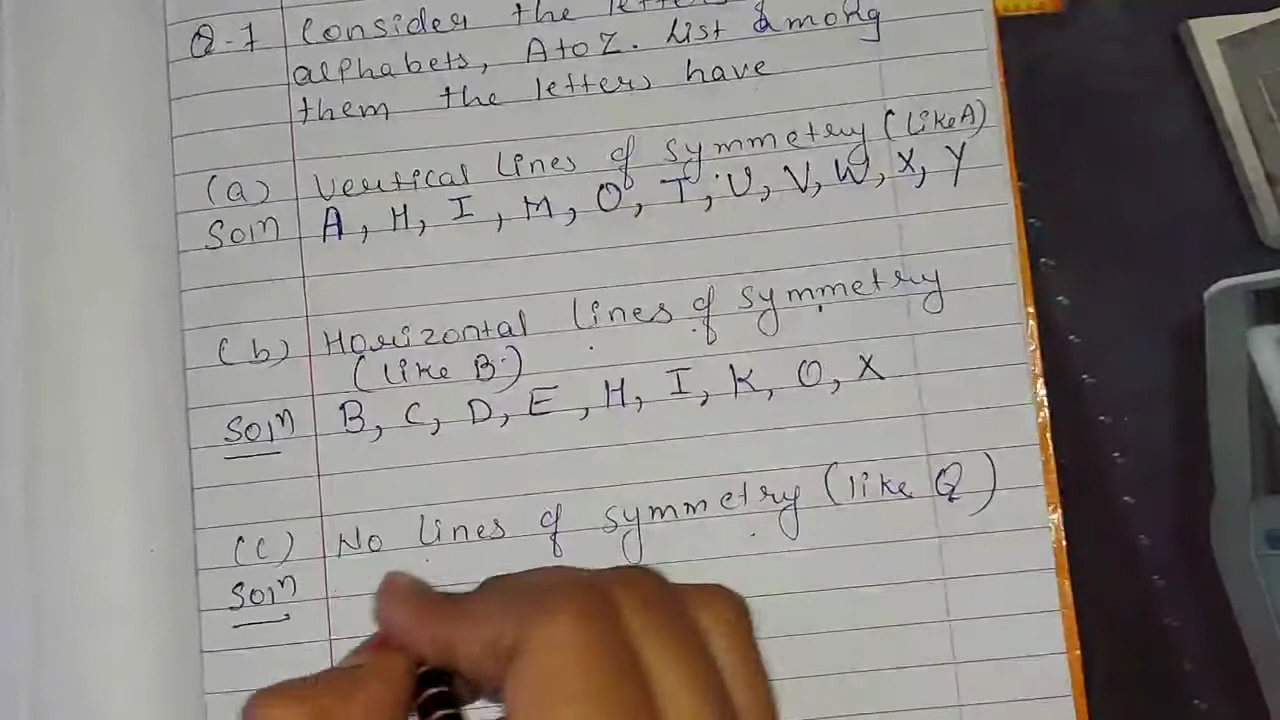 Q-1 Consider the letters
alphabets, A to Z. List among
them the letters have
(a) Vertical lines of symmetry (like A)
Soln A, H, I, M, O, T, U, V, W, X, Y
(b) Horizontal lines of symmetry
(like B)
Soln B, C, D, E, H, I, K, O, X
(c) No lines of symmetry (like Q)
Soln